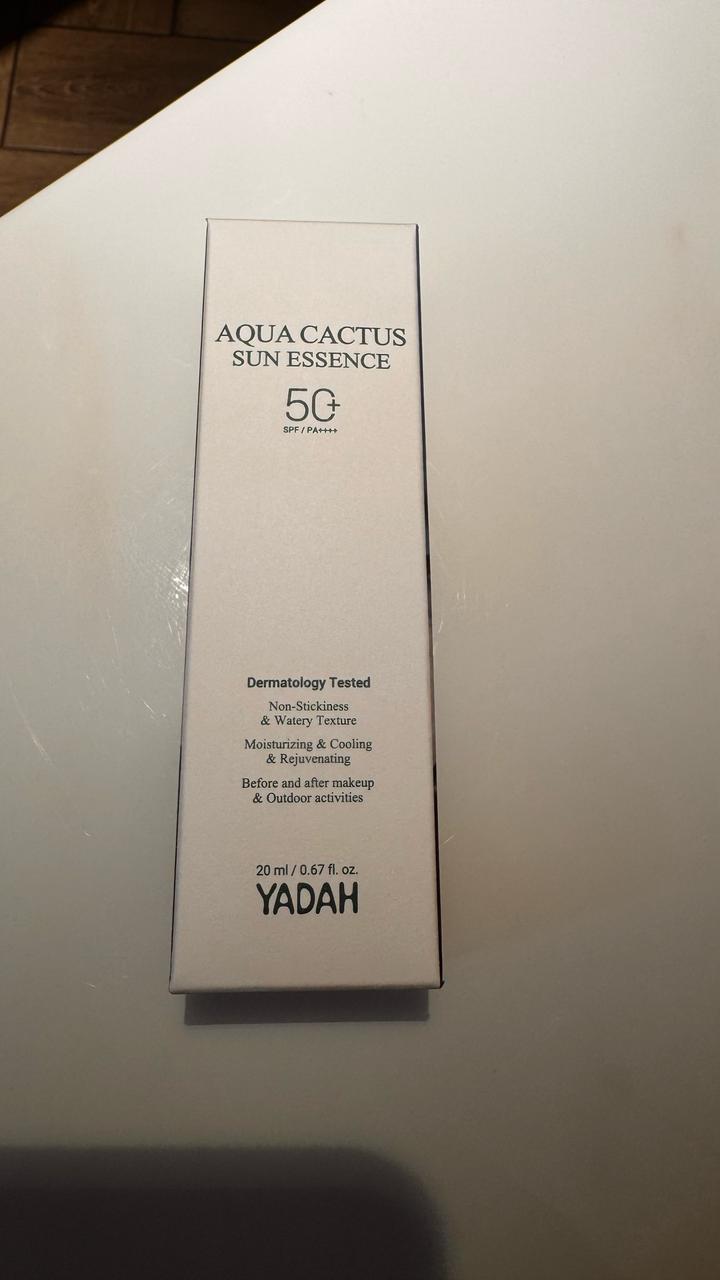 AQUA CACTUS
SUN ESSENCE
50+
SPF / PA++++
Dermatology Tested
Non-Stickiness
& Watery Texture
Moisturizing & Cooling
& Rejuvenating
Before and after makeup
& Outdoor activities
20 ml / 0.67 fl. oz.
YADAH